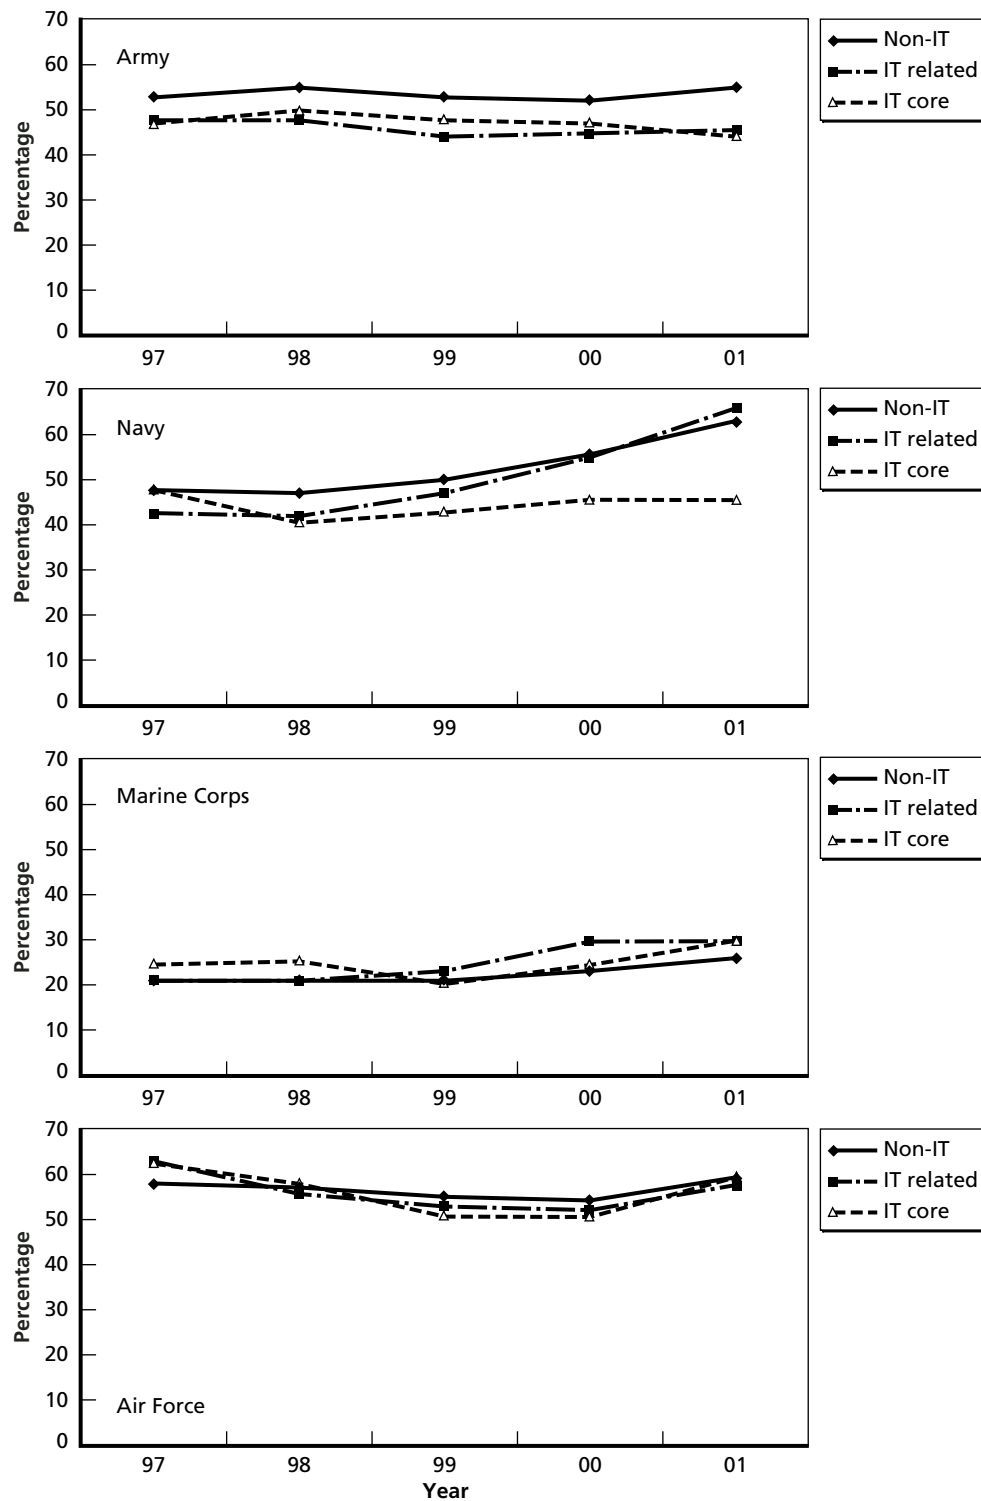 70
60
50
40
30
20
10
0
Percentage
Army
97 98 99 00 01
Non-IT
IT related
IT core
70
60
50
40
30
20
10
0
Percentage
Navy
97 98 99 00 01
Non-IT
IT related
IT core
70
60
50
40
30
20
10
0
Percentage
Marine Corps
97 98 99 00 01
Non-IT
IT related
IT core
70
60
50
40
30
20
10
0
Percentage
Air Force
97 98 99 00 01
Year
Non-IT
IT related
IT core